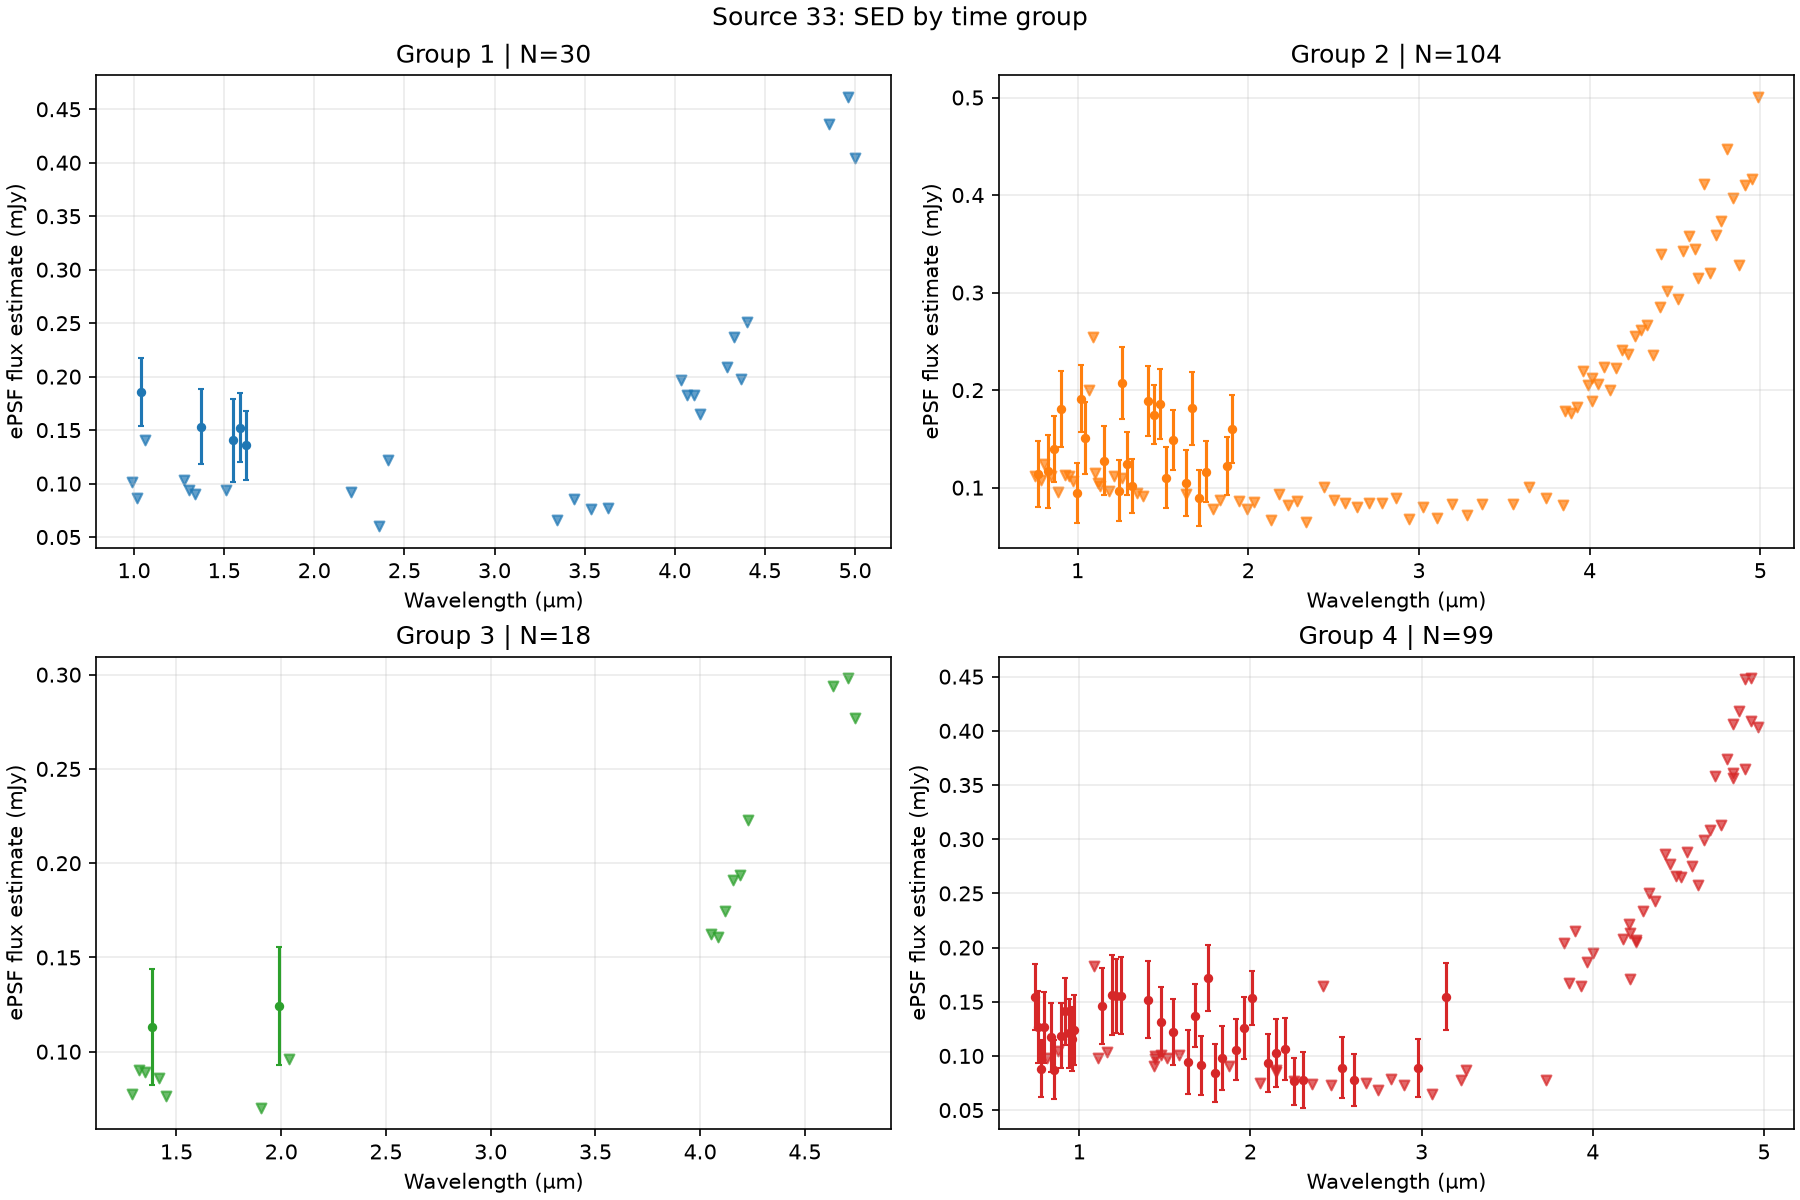 Source 33: SED by time group
Group 1 | N=30
ePSF flux estimate (mJy)
0.45
0.40
0.35
0.30
0.25
0.20
0.15
0.10
0.05
1.0 1.5 2.0 2.5 3.0 3.5 4.0 4.5 5.0
Wavelength (µm)
Group 2 | N=104
ePSF flux estimate (mJy)
0.5
0.4
0.3
0.2
0.1
1 2 3 4 5
Wavelength (µm)
Group 3 | N=18
ePSF flux estimate (mJy)
0.30
0.25
0.20
0.15
0.10
1.5 2.0 2.5 3.0 3.5 4.0 4.5
Wavelength (µm)
Group 4 | N=99
ePSF flux estimate (mJy)
0.45
0.40
0.35
0.30
0.25
0.20
0.15
0.10
0.05
1 2 3 4 5
Wavelength (µm)